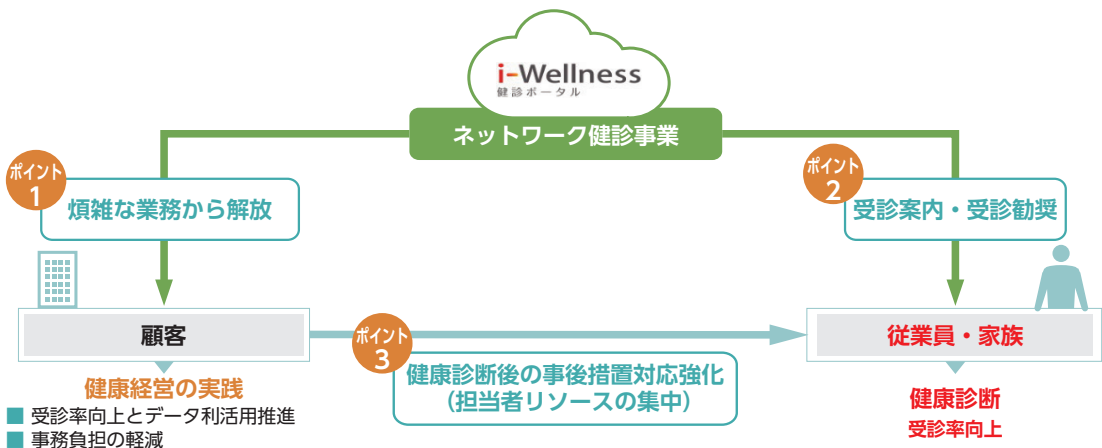 i-Wellness
健診ポータル
ネットワーク健診事業
ポイント
1
煩雑な業務から解放
ポイント
2
受診案内・受診勧奨
顧客
ポイント
3
従業員・家族
健康診断後の事後措置対応強化
（担当者リソースの集中）
健康経営の実践
■ 受診率向上とデータ利活用推進
■ 事務負担の軽減
健康診断
受診率向上